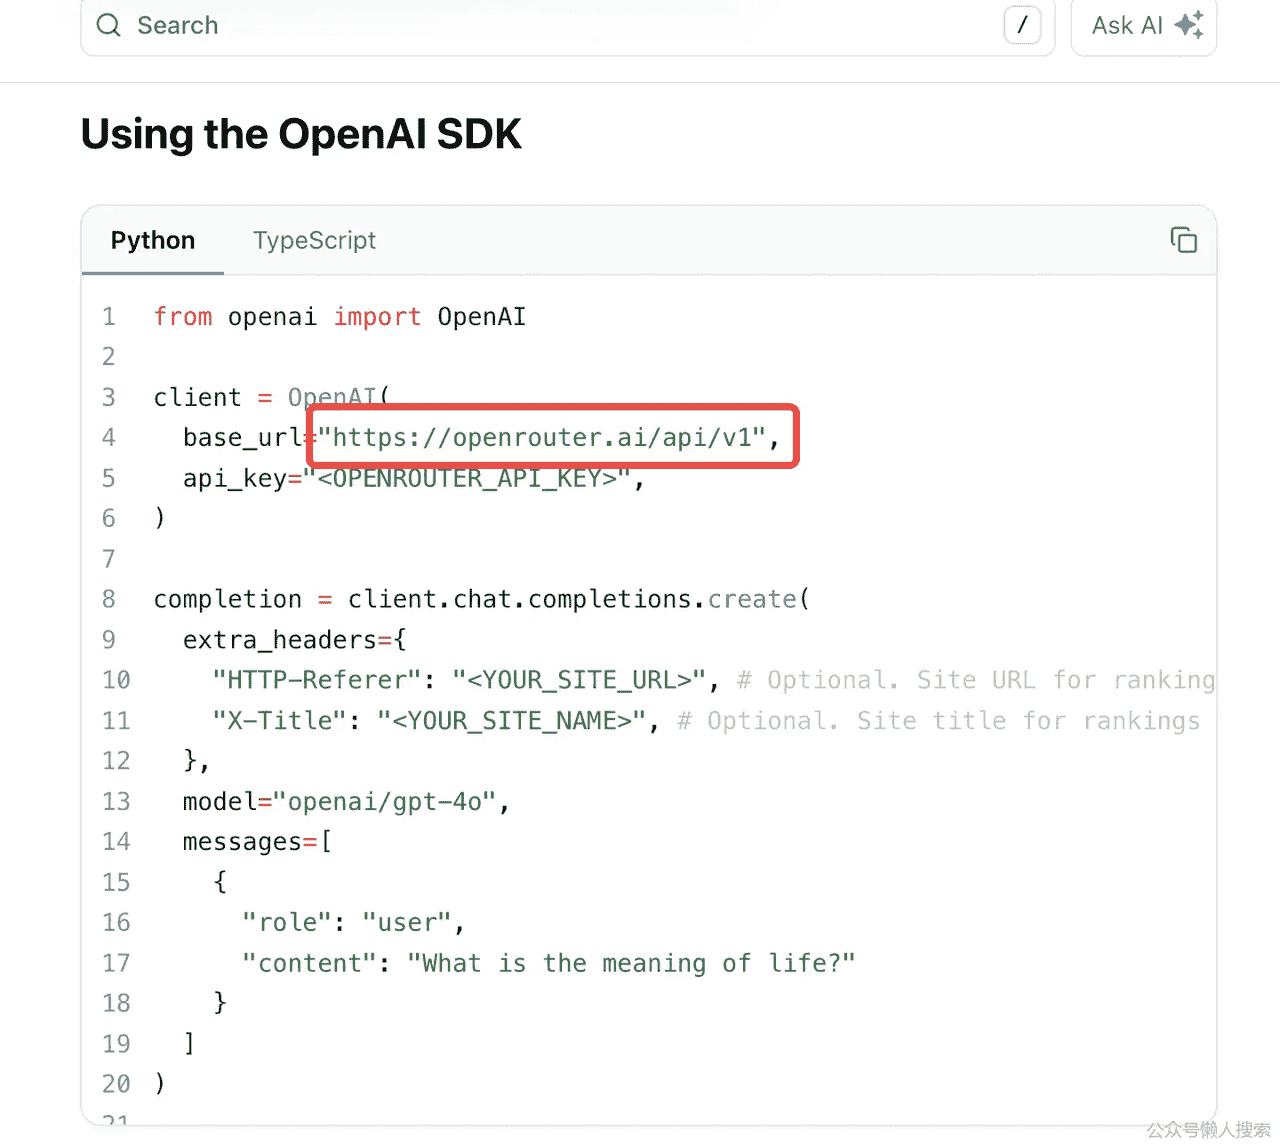 Search / Ask AI
Using the OpenAI SDK
Python TypeScript
1 from openai import OpenAI
2
3 client = OpenAI(
4 base_url="https://openrouter.ai/api/v1",
5 api_key="<OPENROUTER_API_KEY>",
6 )
7
8 completion = client.chat.completions.create(
9 extra_headers={
10 "HTTP-Referer": "<YOUR_SITE_URL>", # Optional. Site URL for ranking
11 "X-Title": "<YOUR_SITE_NAME>", # Optional. Site title for rankings
12 },
13 model="openai/gpt-4o",
14 messages=[
15 {
16 "role": "user",
17 "content": "What is the meaning of life?"
18 }
19 ]
20 )
21
公众号懒人搜索